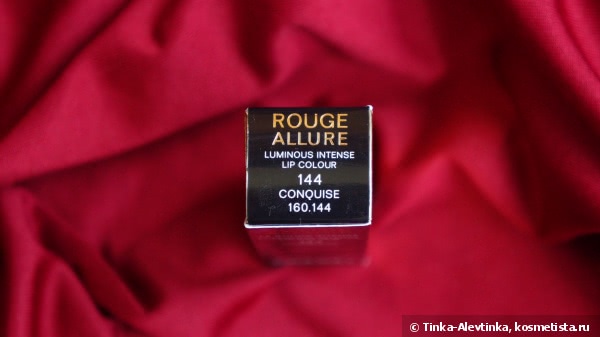 ROUGE
ALLURE
LUMINOUS INTENSE
LIP COLOUR
144
CONQUISE
160.144
© Tinka-Alevtinka, kosmetista.ru